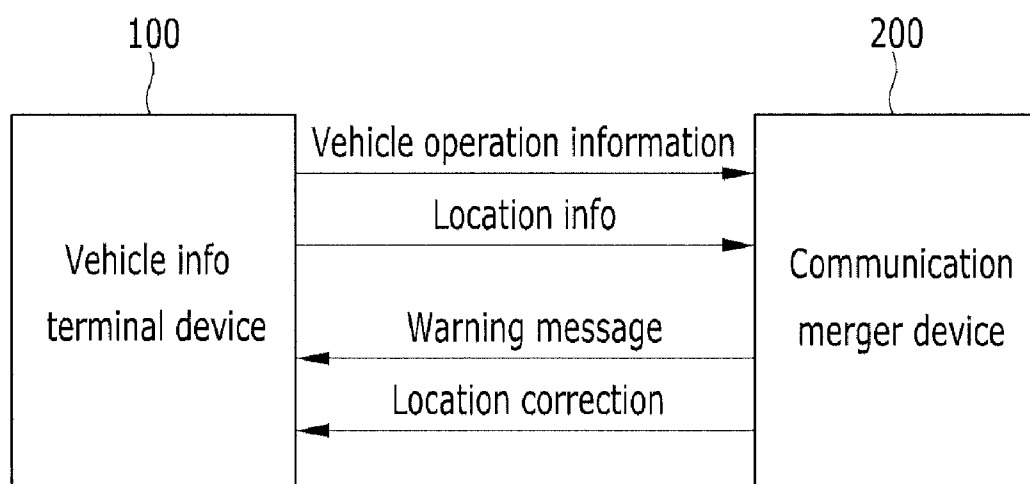 100
200
Vehicle operation information
Location info
Vehicle info
terminal device
Communication
merger device
Warning message
Location correction